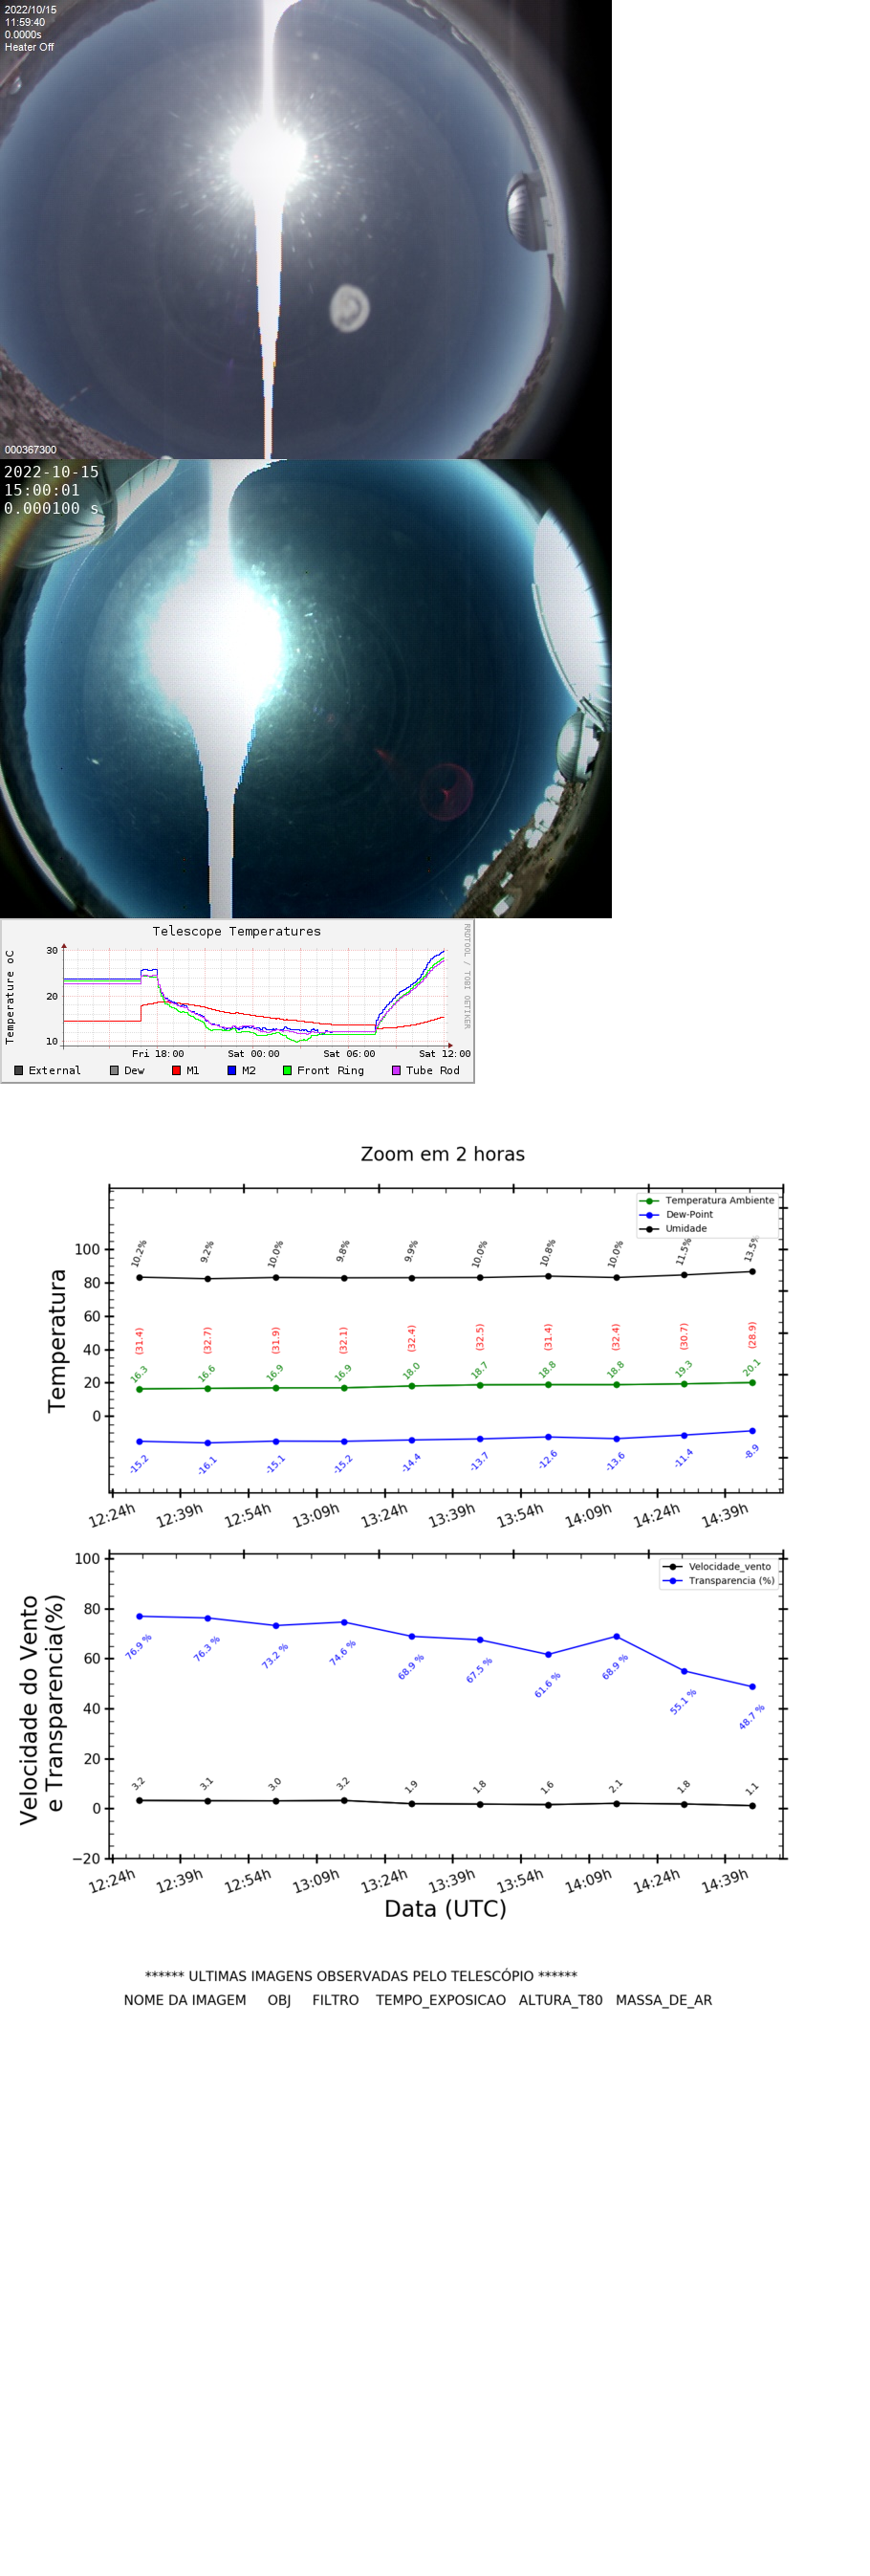 2022/10/15
11:59:40
0.0000s
Heater Off
000367300
2022-10-15
15:00:01
0.000100 s
Telescope Temperatures
RRDTOOL / TOBI OETIKER
Temperature oC
30
20
10
Fri 18:00 Sat 00:00 Sat 06:00 Sat 12:00
External Dew M1 M2 Front Ring Tube Rod
Zoom em 2 horas
Temperatura Ambiente
Dew-Point
Umidade
Temperatura
100
80
60
40
20
0
10.2% 9.2% 10.0% 9.8% 9.9% 10.0% 10.8% 10.0% 11.5% 13.5%
(31.4) (32.7) (31.9) (32.1) (32.4) (32.5) (31.4) (32.4) (30.7) (28.9)
16.3 16.6 16.9 16.9 18.0 18.7 18.8 18.8 19.3 20.1
-15.2 -16.1 -15.1 -15.2 -14.4 -13.7 -12.6 -13.6 -11.4 -8.9
12:24h 12:39h 12:54h 13:09h 13:24h 13:39h 13:54h 14:09h 14:24h 14:39h
Velocidade_vento
Transparencia (%)
Velocidade do Vento
e Transparencia(%)
100
80
60
40
20
0
−20
76.9 % 76.3 % 73.2 % 74.6 % 68.9 % 67.5 % 61.6 % 68.9 % 55.1 % 48.7 %
3.2 3.1 3.0 3.2 1.9 1.8 1.6 2.1 1.8 1.1
12:24h 12:39h 12:54h 13:09h 13:24h 13:39h 13:54h 14:09h 14:24h 14:39h
Data (UTC)
****** ULTIMAS IMAGENS OBSERVADAS PELO TELESCÓPIO ******
NOME DA IMAGEM OBJ FILTRO TEMPO_EXPOSICAO ALTURA_T80 MASSA_DE_AR